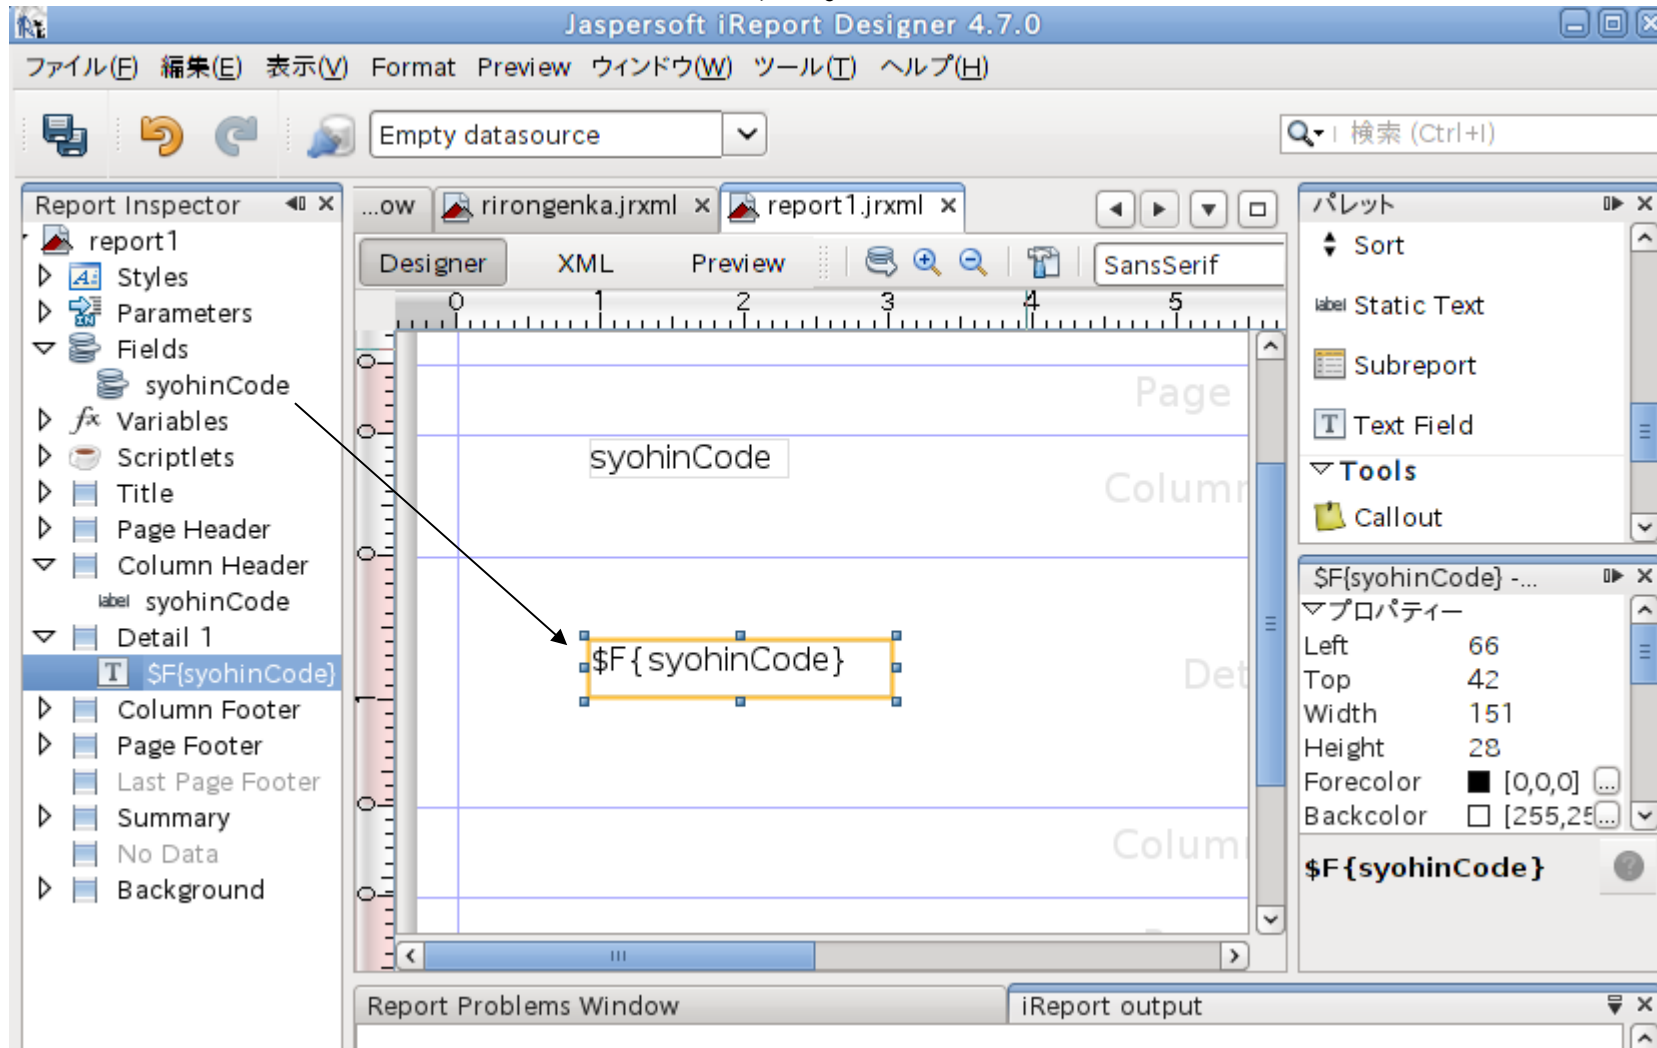 Jaspersoft iReport Designer 4.7.0
ファイル(F) 編集(E) 表示(V) Format Preview ウィンドウ(W) ツール(T) ヘルプ(H)
Empty datasource
検索 (Ctrl+I)
Report Inspector
report1
Styles
Parameters
Fields
syohinCode
Variables
Scriptlets
Title
Page Header
Column Header
label syohinCode
Detail 1
$F{syohinCode}
Column Footer
Page Footer
Last Page Footer
Summary
No Data
Background
...ow rirongenka.jrxml report1.jrxml
Designer XML Preview SansSerif
0 1 2 3 4 5
Page
syohinCode
Column
$F{syohinCode}
Det
Colum
パレット
Sort
label Static Text
Subreport
Text Field
Tools
Callout
$F{syohinCode} -...
プロパティー
Left 66
Top 42
Width 151
Height 28
Forecolor [0,0,0] ...
Backcolor [255,25...
$F{syohinCode}
Report Problems Window
iReport output